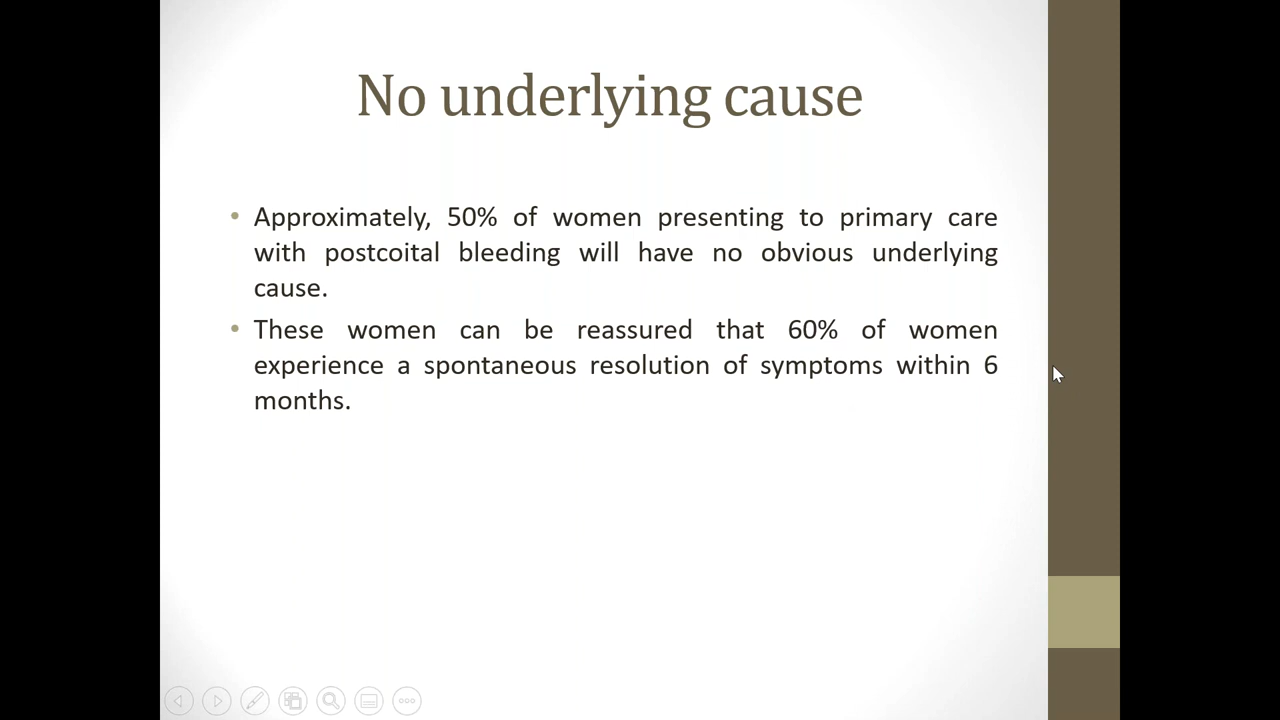 No underlying cause
• Approximately, 50% of women presenting to primary care
with postcoital bleeding will have no obvious underlying
cause.
• These women can be reassured that 60% of women
experience a spontaneous resolution of symptoms within 6
months.